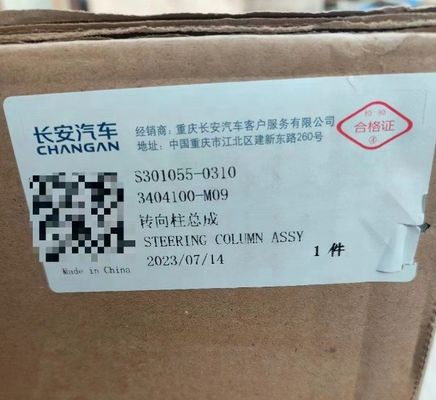 长安汽车
CHANGAN
经销商：重庆长安汽车客户服务有限公司
地址：中国重庆市江北区建新东路260号
检验
合格证
S301055-0310
3404100-M09
转向柱总成
STEERING COLUMN ASSY
1 件
2023/07/14
Made in China